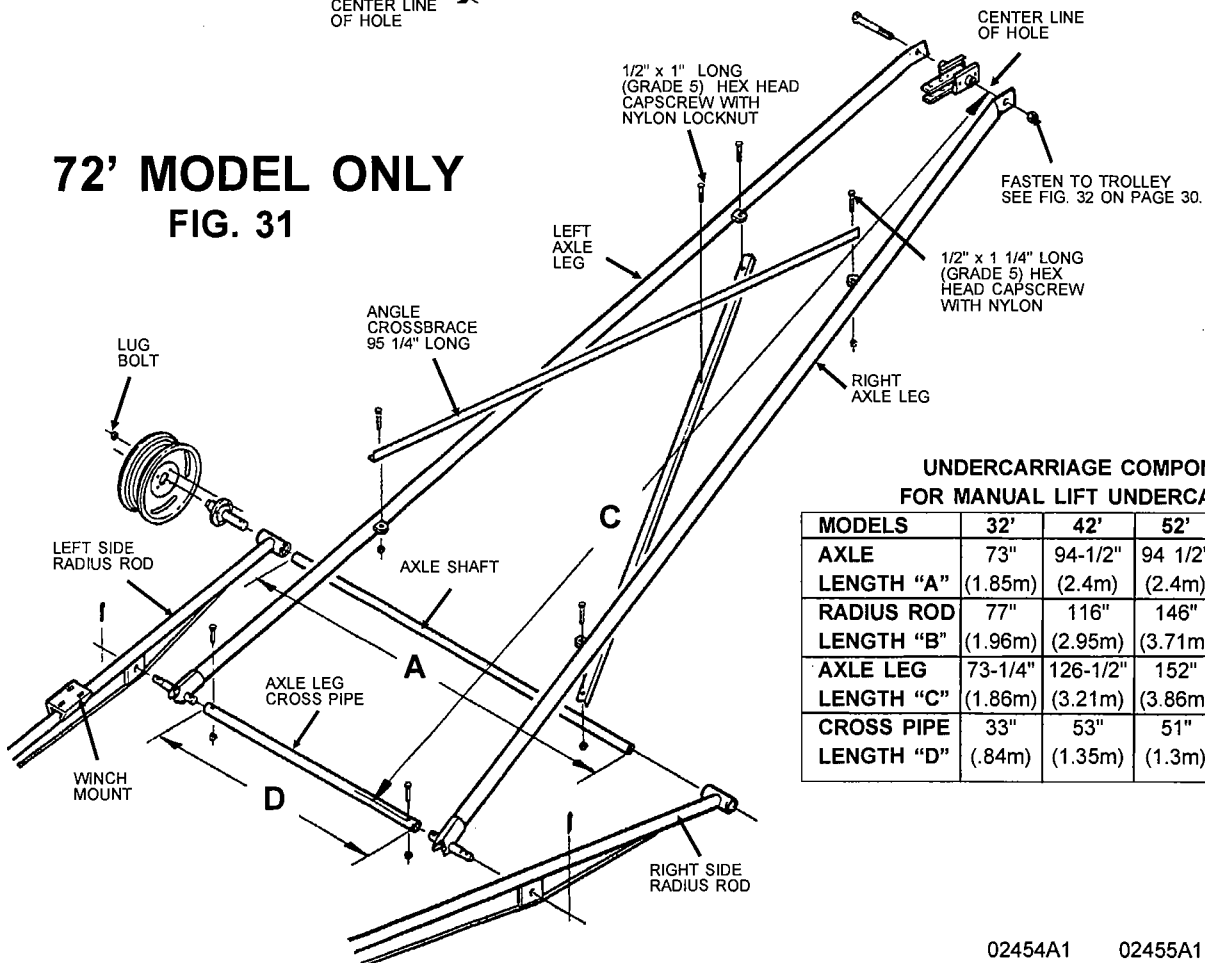 CENTER LINE
OF HOLE
CENTER LINE
OF HOLE
1/2" x 1" LONG
(GRADE 5) HEX HEAD
CAPSCREW WITH
NYLON LOCKNUT
72' MODEL ONLY
FIG. 31
FASTEN TO TROLLEY
SEE FIG. 32 ON PAGE 30.
LEFT
AXLE
LEG
1/2" x 1 1/4" LONG
(GRADE 5) HEX
HEAD CAPSCREW
WITH NYLON
ANGLE
CROSSBRACE
95 1/4" LONG
LUG
BOLT
RIGHT
AXLE LEG
C
LEFT SIDE
RADIUS ROD
AXLE SHAFT
A
AXLE LEG
CROSS PIPE
WINCH
MOUNT
D
RIGHT SIDE
RADIUS ROD
UNDERCARRIAGE COMPON
FOR MANUAL LIFT UNDERCA
MODELS 32' 42' 52'
AXLE 73" 94-1/2" 94 1/2"
LENGTH "A" (1.85m) (2.4m) (2.4m)
RADIUS ROD 77" 116" 146"
LENGTH "B" (1.96m) (2.95m) (3.71m
AXLE LEG 73-1/4" 126-1/2" 152"
LENGTH "C" (1.86m) (3.21m) (3.86m
CROSS PIPE 33" 53" 51"
LENGTH "D" (.84m) (1.35m) (1.3m)
02454A1 02455A1